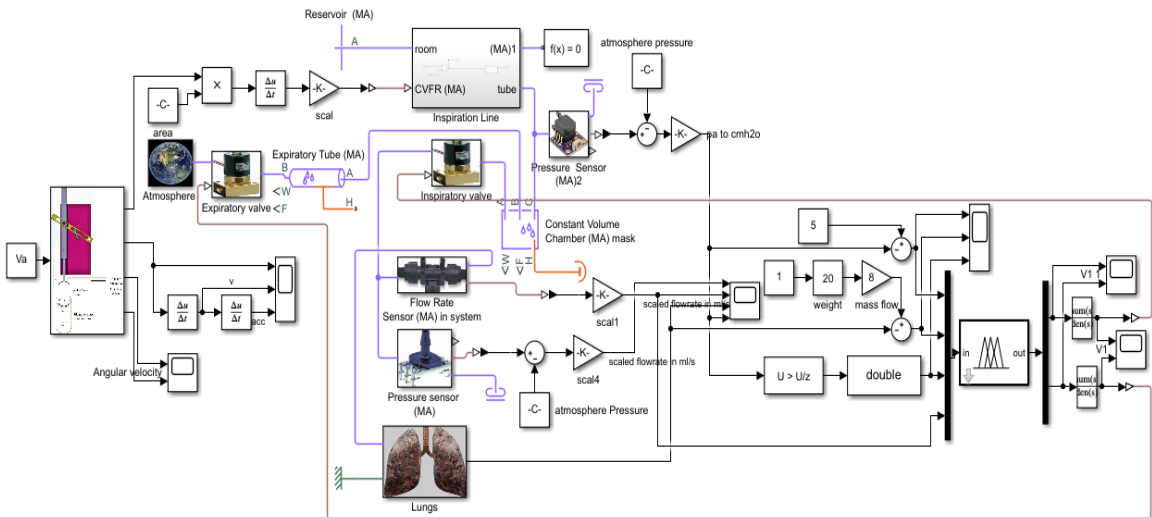 Reservoir (MA)
A
room
(MA)1
CVFR (MA)
tube
Inspiration Line
f(x) = 0
atmosphere pressure
-C-
×
Δu
Δt
-K-
scal
-C-
area
Pressure Sensor
(MA)2
-K-
pa to cmh2o
Atmosphere
Expiratory valve
Expiratory Tube (MA)
B
A
<W
<F
H
Inspiratory valve
A
B
C
Constant Volume
Chamber (MA) mask
<W
<F
H
Va
v
Δu
Δt
Δu
Δt
acc
Angular velocity
Flow Rate
Sensor (MA) in system
-K-
scal1
scaled flowrate in ml/s
Pressure sensor
(MA)
-K-
scal4
scaled flowrate in ml/s
-C-
atmosphere Pressure
Lungs
5
1
20
weight
8
mass flow
U > U/z
double
in
out
V1 1
um(s
den(s)
V1
um(s
den(s)